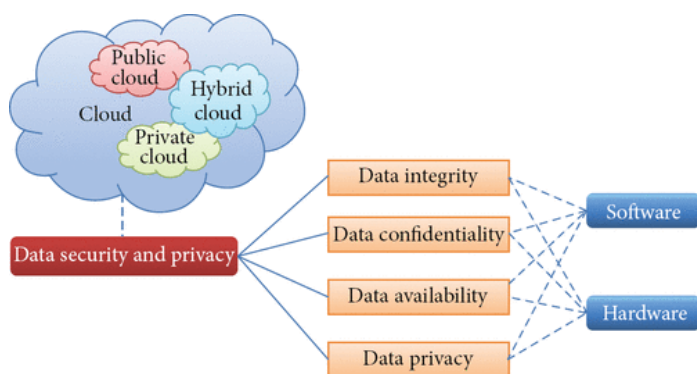 Public
cloud
Hybrid
cloud
Cloud
Private
cloud
Data integrity
Software
Data confidentiality
Data security and privacy
Data availability
Hardware
Data privacy